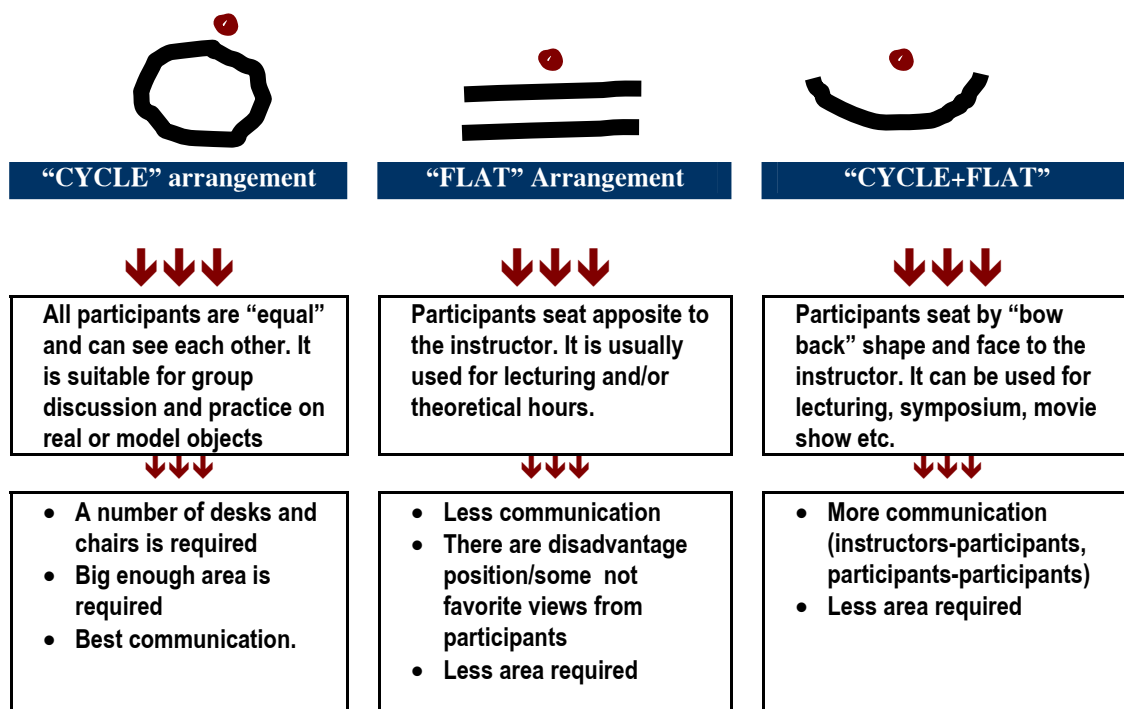 “CYCLE” arrangement
“FLAT” Arrangement
“CYCLE+FLAT”
All participants are “equal”
and can see each other. It
is suitable for group
discussion and practice on
real or model objects
Participants seat apposite to
the instructor. It is usually
used for lecturing and/or
theoretical hours.
Participants seat by “bow
back” shape and face to the
instructor. It can be used for
lecturing, symposium, movie
show etc.
• A number of desks and
chairs is required
• Big enough area is
required
• Best communication.
• Less communication
• There are disadvantage
position/some not
favorite views from
participants
• Less area required
• More communication
(instructors-participants,
participants-participants)
• Less area required